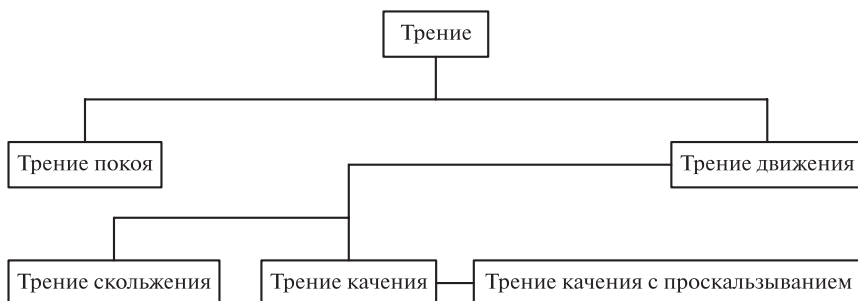 Трение
Трение покоя
Трение движения
Трение скольжения
Трение качения
Трение качения с проскальзыванием